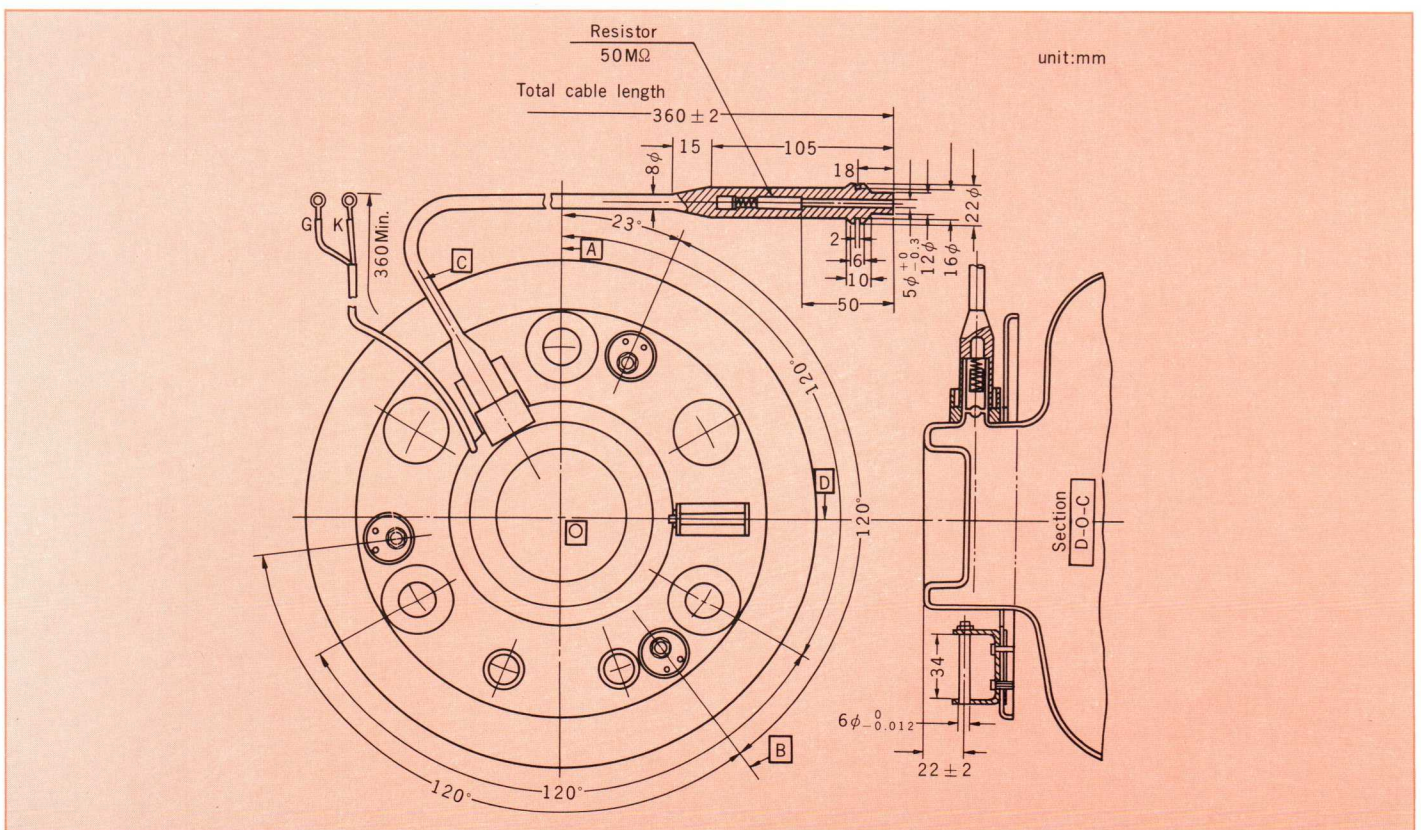 Resistor
50MΩ
unit:mm
Total cable length
360±2
15
105
18
8φ
22φ
G
K
360Min.
23°
A
2
6
10
50
5φ +0 -0.3
12φ
16φ
C
120°
D
120°
O
Section
D-O-C
34
6φ 0 -0.012
22±2
B
120°
120°